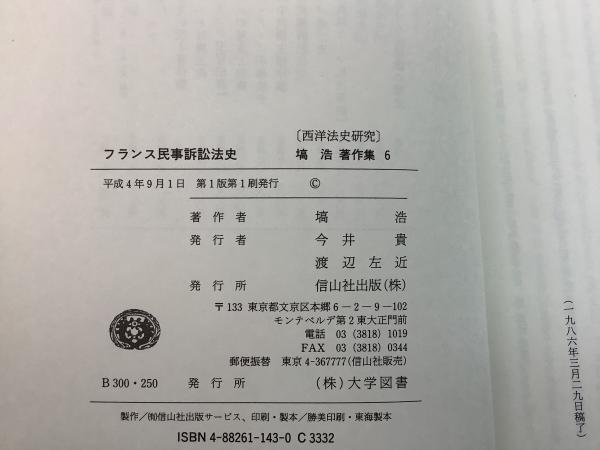 〔西洋法史研究〕
フランス民事訴訟法史 塙 浩 著作集 6
平成4年9月1日 第1版第1刷発行 ©
著作者 塙 浩
発行者 今井 貴
渡辺左近
発行所 信山社出版(株)
〒133 東京都文京区本郷6-2-9-102
モンテベルデ第2東大正門前
電話 03 (3818) 1019
FAX 03 (3818) 0344
郵便振替 東京4-367777(信山社販売)
B300・250 発行所 (株)大学図書
製作/㈲信山社出版サービス、印刷・製本/勝美印刷・東海製本
ISBN 4-88261-143-0 C 3332
(一九八六年三月二九日稿了)